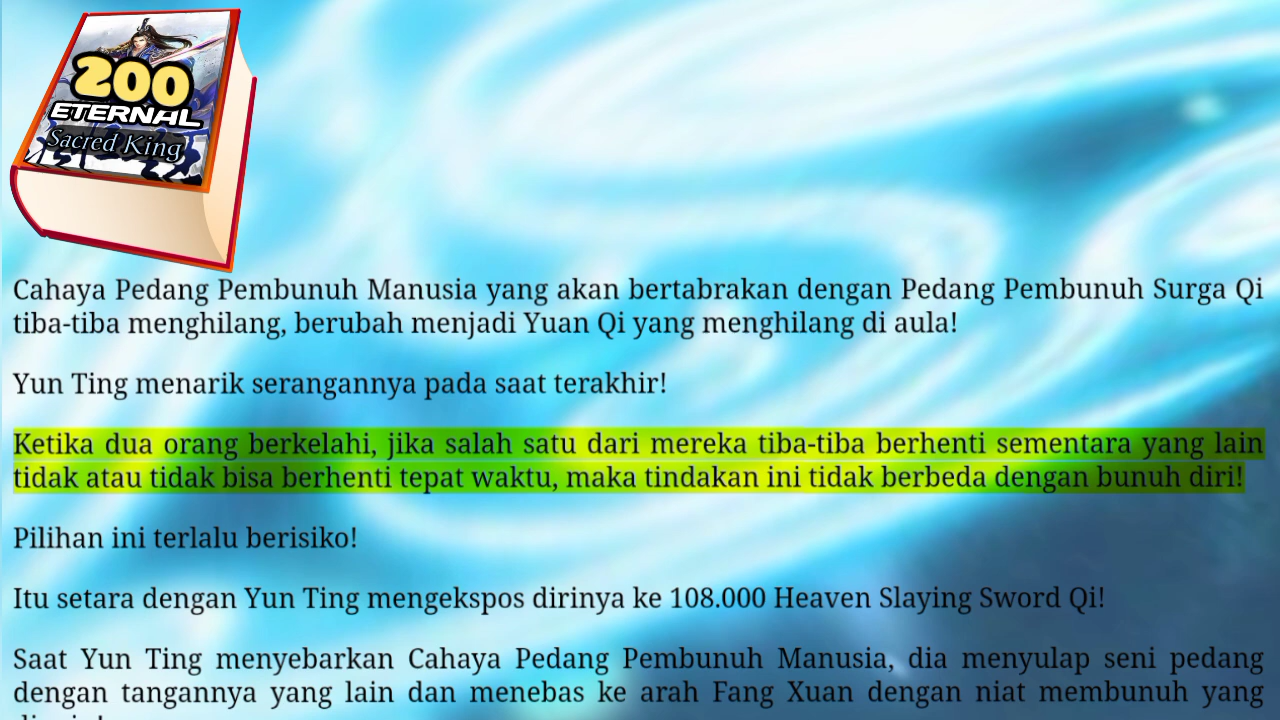 200
ETERNAL
Sacred King
Cahaya Pedang Pembunuh Manusia yang akan bertabrakan dengan Pedang Pembunuh Surga Qi
tiba-tiba menghilang, berubah menjadi Yuan Qi yang menghilang di aula!
Yun Ting menarik serangannya pada saat terakhir!
Ketika dua orang berkelahi, jika salah satu dari mereka tiba-tiba berhenti sementara yang lain
tidak atau tidak bisa berhenti tepat waktu, maka tindakan ini tidak berbeda dengan bunuh diri!
Pilihan ini terlalu berisiko!
Itu setara dengan Yun Ting mengekspos dirinya ke 108.000 Heaven Slaying Sword Qi!
Saat Yun Ting menyebarkan Cahaya Pedang Pembunuh Manusia, dia menyulap seni pedang
dengan tangannya yang lain dan menebas ke arah Fang Xuan dengan niat membunuh yang